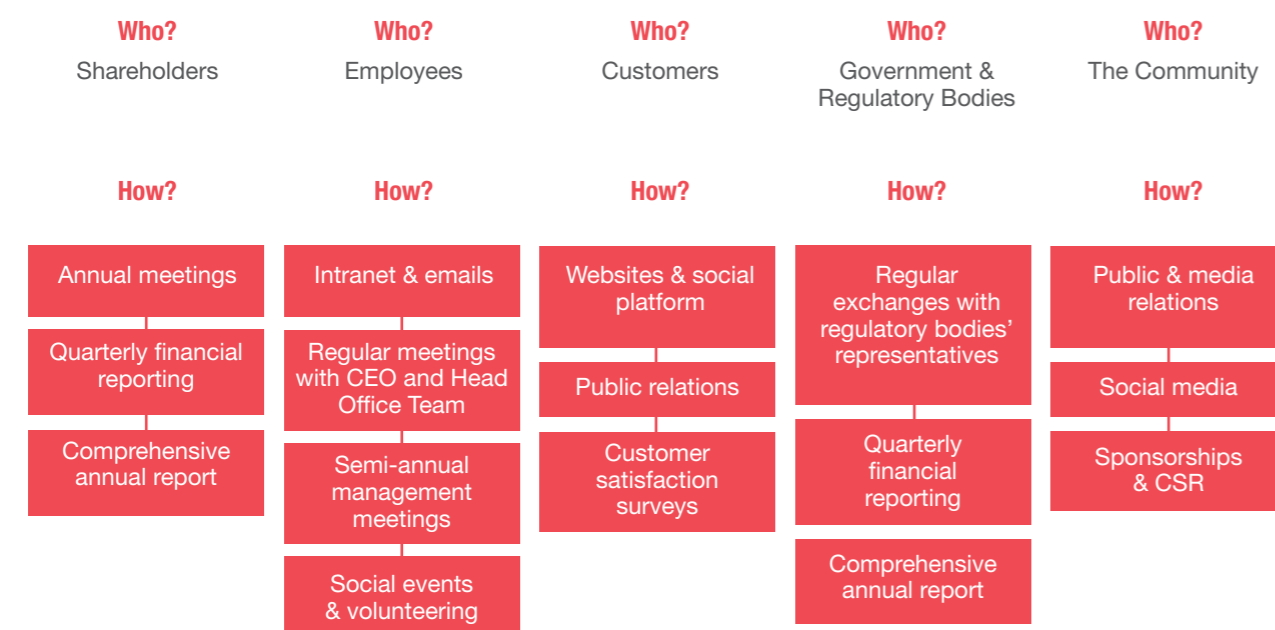 Who?
Shareholders
How?
Annual meetings
Quarterly financial
reporting
Comprehensive
annual report
Who?
Employees
How?
Intranet & emails
Regular meetings
with CEO and Head
Office Team
Semi-annual
management
meetings
Social events
& volunteering
Who?
Customers
How?
Websites & social
platform
Public relations
Customer
satisfaction
surveys
Who?
Government &
Regulatory Bodies
How?
Regular
exchanges with
regulatory bodies’
representatives
Quarterly
financial
reporting
Comprehensive
annual report
Who?
The Community
How?
Public & media
relations
Social media
Sponsorships
& CSR